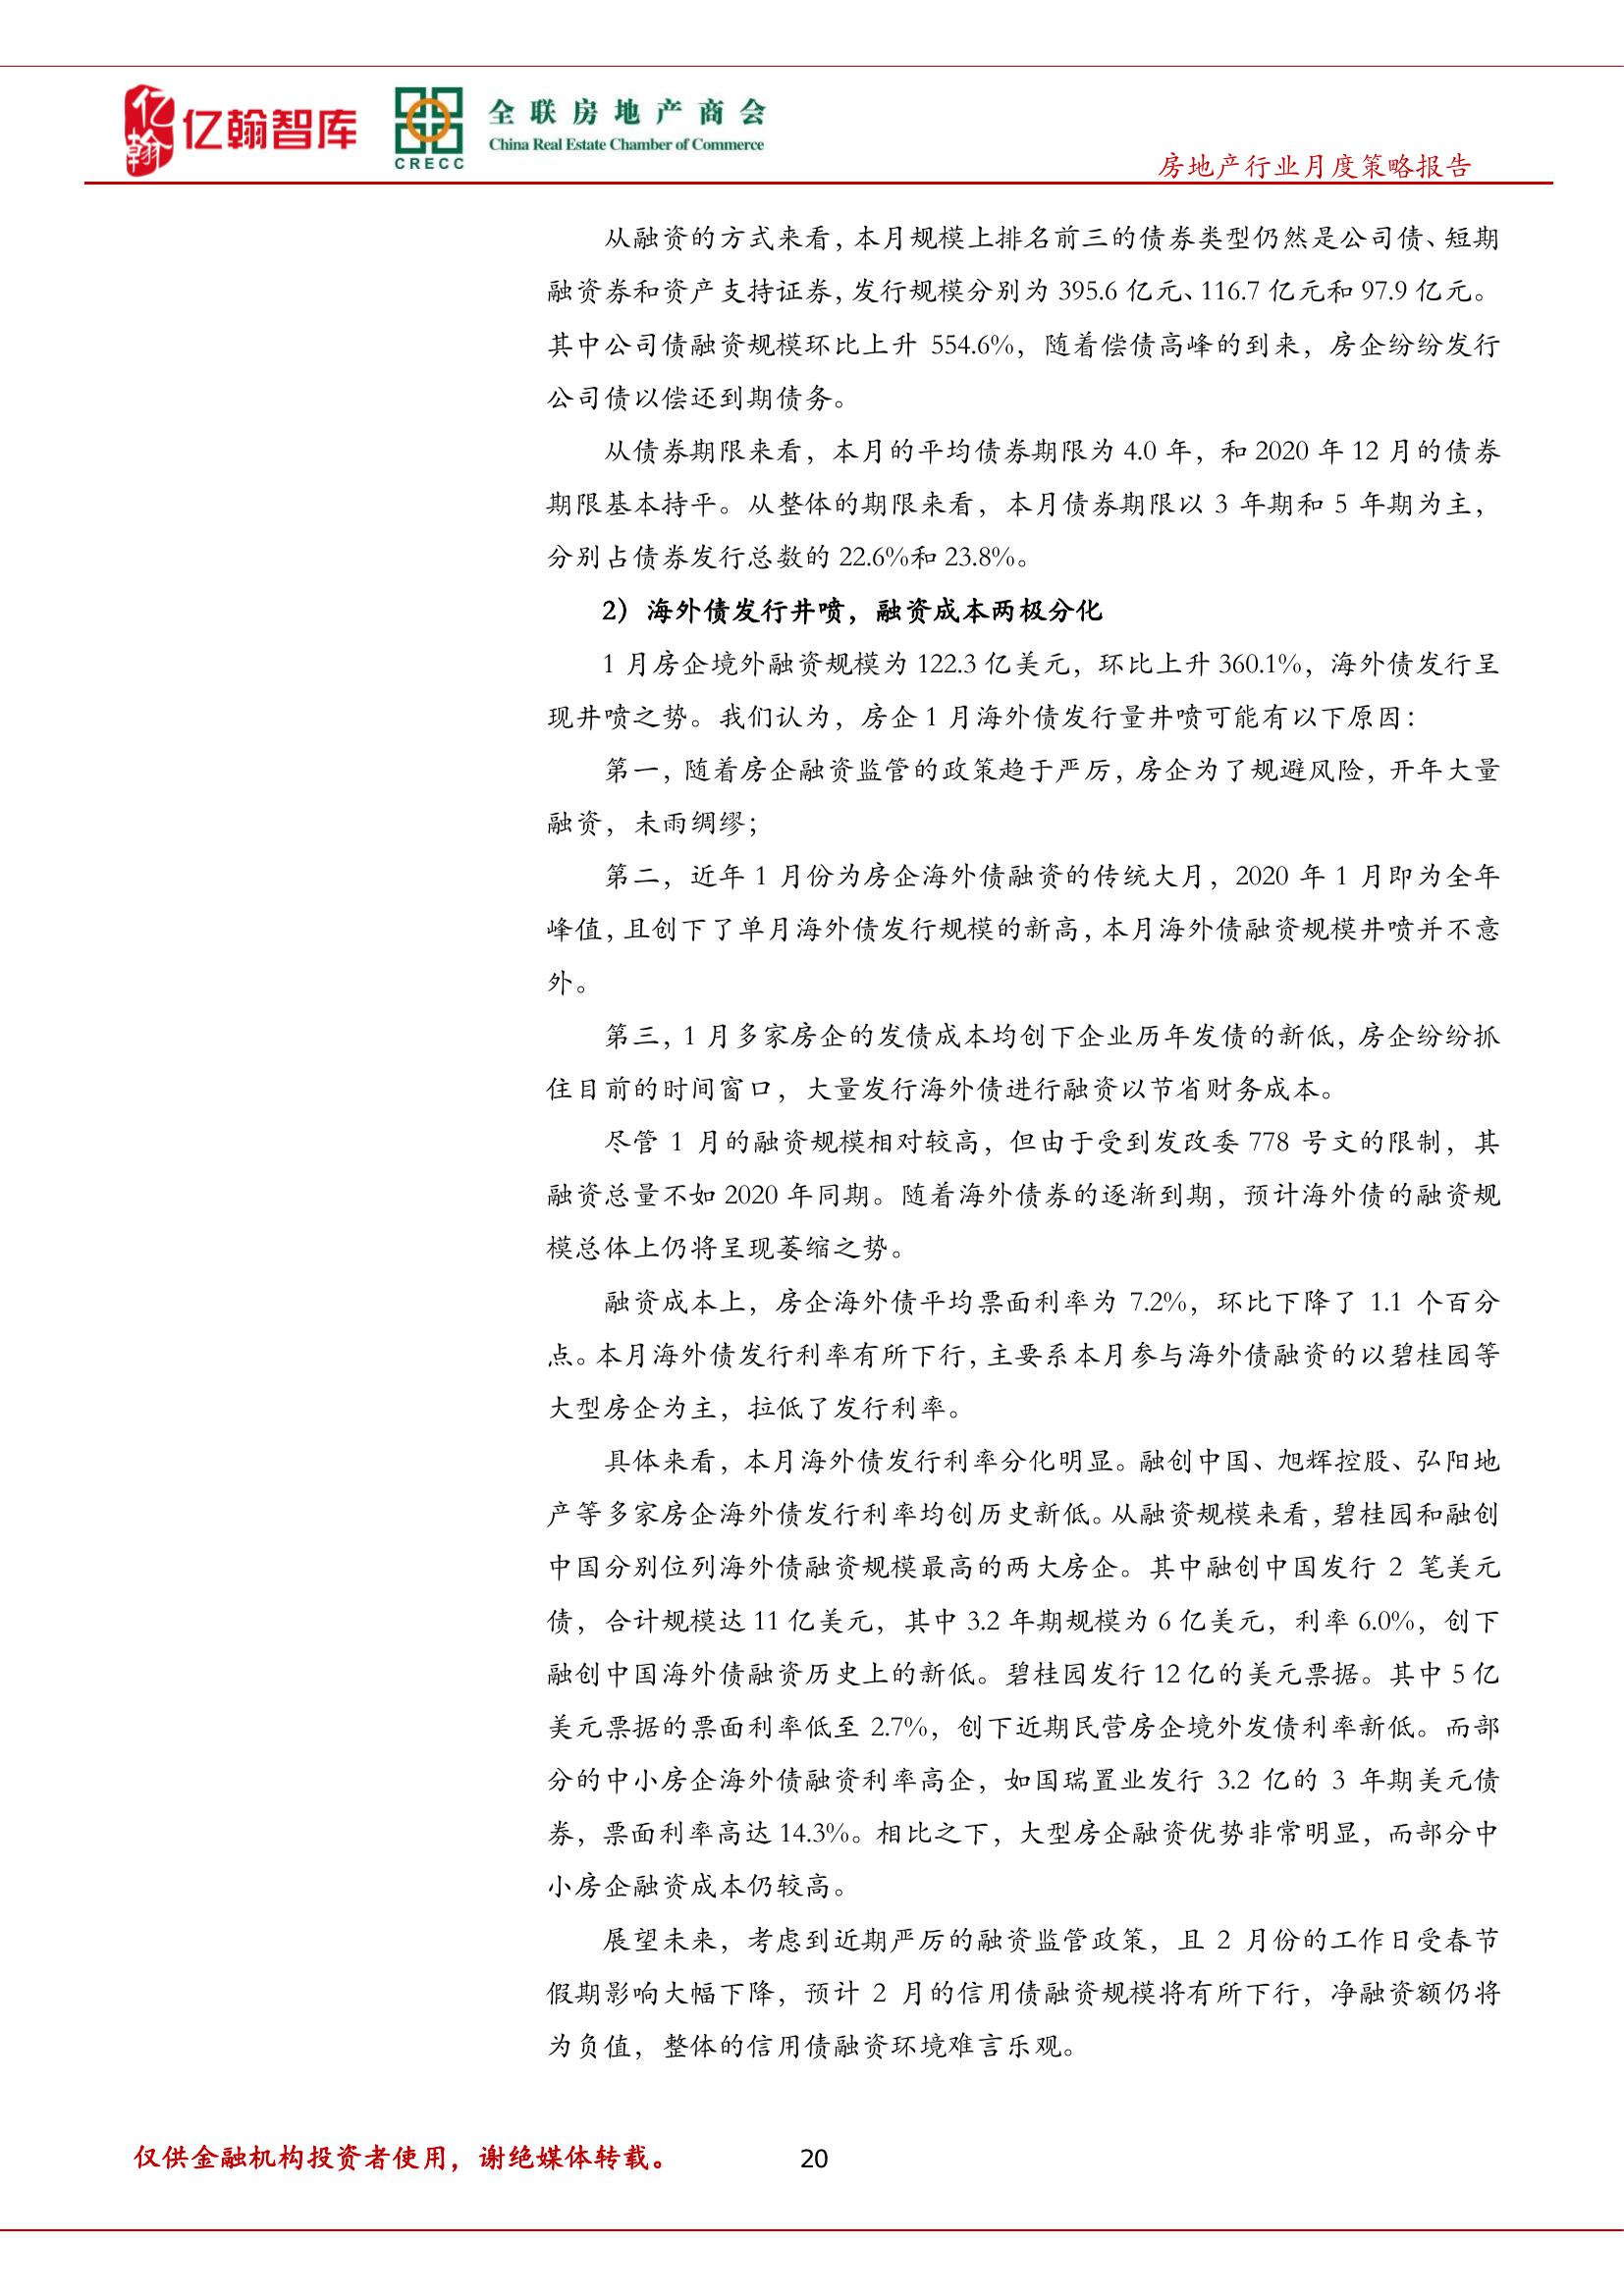 亿翰
亿翰智库
CRECC
全联房地产商会
China Real Estate Chamber of Commerce
房地产行业月度策略报告
从融资的方式来看，本月规模上排名前三的债券类型仍然是公司债、短期
融资券和资产支持证券，发行规模分别为 395.6 亿元、116.7 亿元和 97.9 亿元。
其中公司债融资规模环比上升 554.6%，随着偿债高峰的到来，房企纷纷发行
公司债以偿还到期债务。
从债券期限来看，本月的平均债券期限为 4.0 年，和 2020 年 12 月的债券
期限基本持平。从整体的期限来看，本月债券期限以 3 年期和 5 年期为主，
分别占债券发行总数的 22.6%和 23.8%。
2）海外债发行井喷，融资成本两极分化
1 月房企境外融资规模为 122.3 亿美元，环比上升 360.1%，海外债发行呈
现井喷之势。我们认为，房企 1 月海外债发行量井喷可能有以下原因：
第一，随着房企融资监管的政策趋于严厉，房企为了规避风险，开年大量
融资，未雨绸缪；
第二，近年 1 月份为房企海外债融资的传统大月，2020 年 1 月即为全年
峰值，且创下了单月海外债发行规模的新高，本月海外债融资规模井喷并不意
外。
第三，1 月多家房企的发债成本均创下企业历年发债的新低，房企纷纷抓
住目前的时间窗口，大量发行海外债进行融资以节省财务成本。
尽管 1 月的融资规模相对较高，但由于受到发改委 778 号文的限制，其
融资总量不如 2020 年同期。随着海外债券的逐渐到期，预计海外债的融资规
模总体上仍将呈现萎缩之势。
融资成本上，房企海外债平均票面利率为 7.2%，环比下降了 1.1 个百分
点。本月海外债发行利率有所下行，主要系本月参与海外债融资的以碧桂园等
大型房企为主，拉低了发行利率。
具体来看，本月海外债发行利率分化明显。融创中国、旭辉控股、弘阳地
产等多家房企海外债发行利率均创历史新低。从融资规模来看，碧桂园和融创
中国分别位列海外债融资规模最高的两大房企。其中融创中国发行 2 笔美元
债，合计规模达 11 亿美元，其中 3.2 年期规模为 6 亿美元，利率 6.0%，创下
融创中国海外债融资历史上的新低。碧桂园发行 12 亿的美元票据。其中 5 亿
美元票据的票面利率低至 2.7%，创下近期民营房企境外发债利率新低。而部
分的中小房企海外债融资利率高企，如国瑞置业发行 3.2 亿的 3 年期美元债
券，票面利率高达 14.3%。相比之下，大型房企融资优势非常明显，而部分中
小房企融资成本仍较高。
展望未来，考虑到近期严厉的融资监管政策，且 2 月份的工作日受春节
假期影响大幅下降，预计 2 月的信用债融资规模将有所下行，净融资额仍将
为负值，整体的信用债融资环境难言乐观。
仅供金融机构投资者使用，谢绝媒体转载。
20